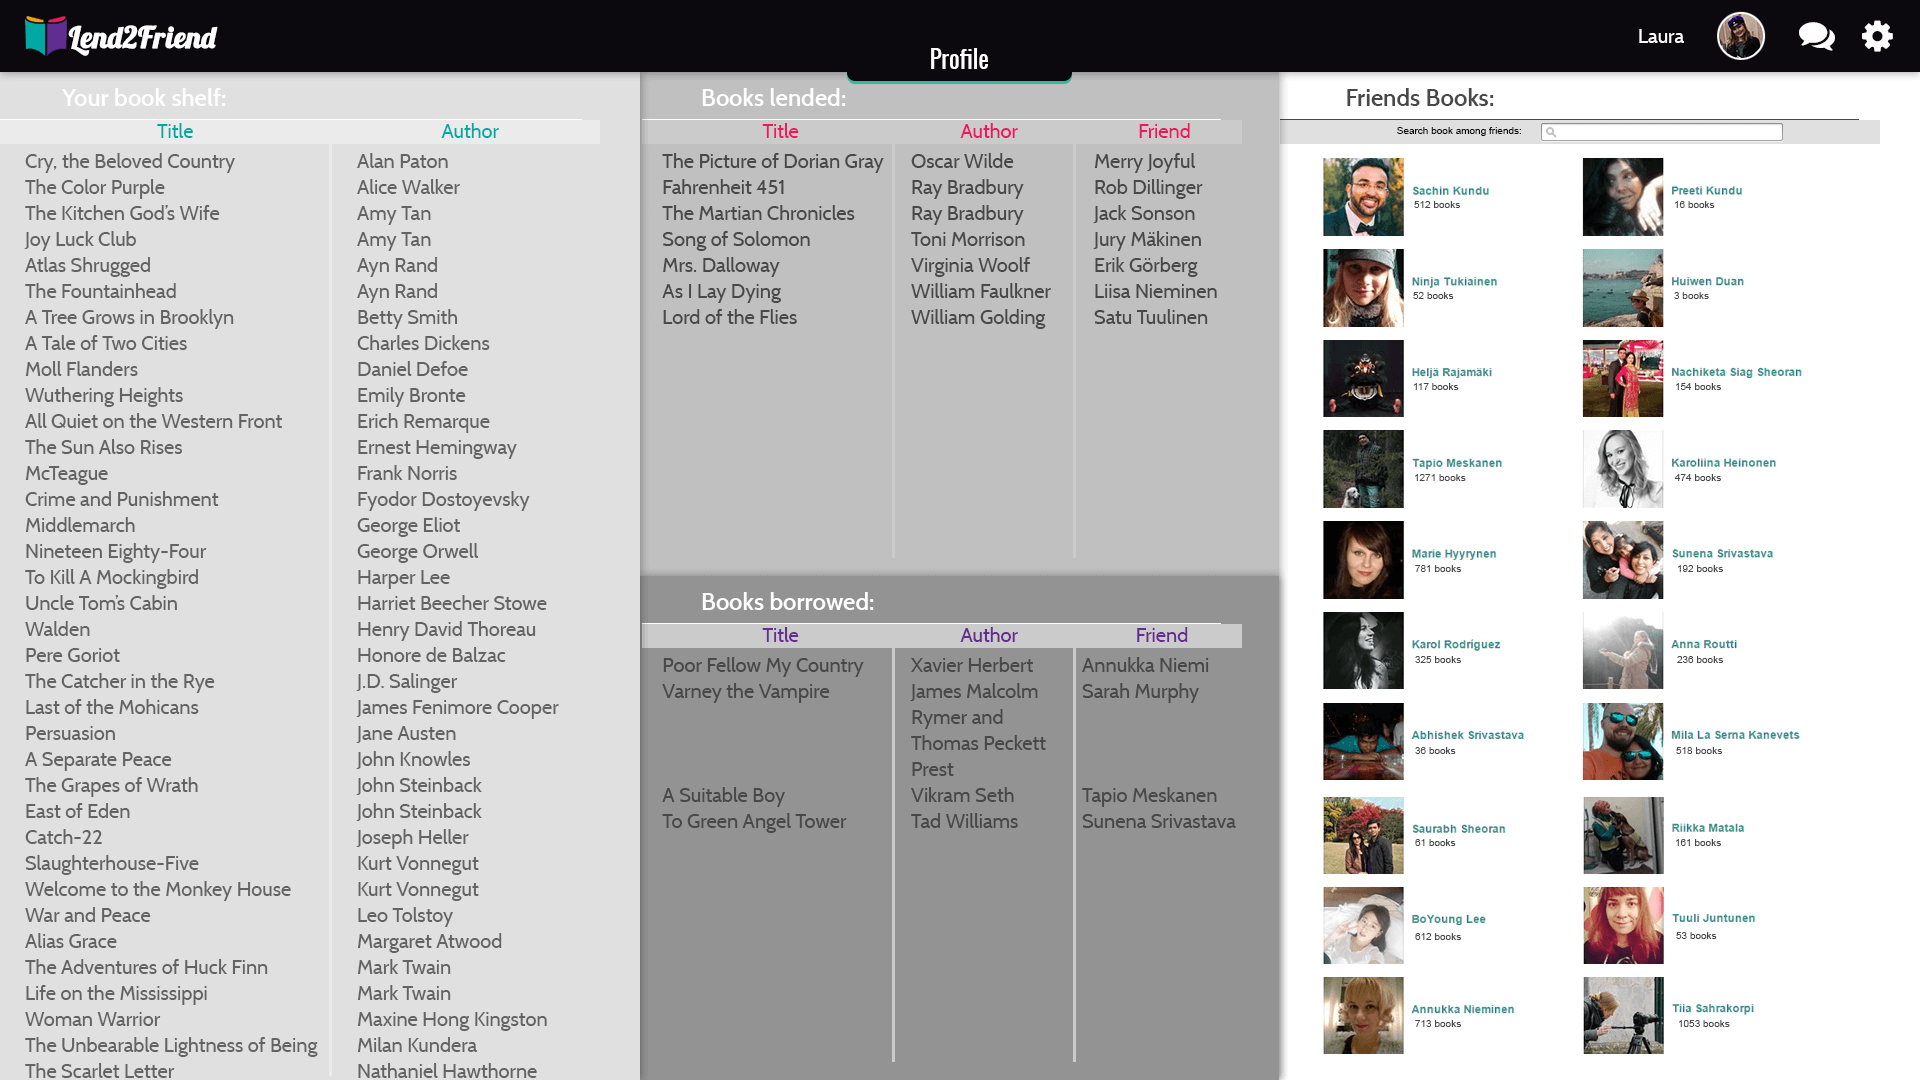 Lend2Friend
Profile
Laura
Your book shelf:
Title Author
Cry, the Beloved Country Alan Paton
The Color Purple Alice Walker
The Kitchen God's Wife Amy Tan
Joy Luck Club Amy Tan
Atlas Shrugged Ayn Rand
The Fountainhead Ayn Rand
A Tree Grows in Brooklyn Betty Smith
A Tale of Two Cities Charles Dickens
Moll Flanders Daniel Defoe
Wuthering Heights Emily Bronte
All Quiet on the Western Front Erich Remarque
The Sun Also Rises Ernest Hemingway
McTeague Frank Norris
Crime and Punishment Fyodor Dostoyevsky
Middlemarch George Eliot
Nineteen Eighty-Four George Orwell
To Kill A Mockingbird Harper Lee
Uncle Tom's Cabin Harriet Beecher Stowe
Walden Henry David Thoreau
Pere Goriot Honore de Balzac
The Catcher in the Rye J.D. Salinger
Last of the Mohicans James Fenimore Cooper
Persuasion Jane Austen
A Separate Peace John Knowles
The Grapes of Wrath John Steinback
East of Eden John Steinback
Catch-22 Joseph Heller
Slaughterhouse-Five Kurt Vonnegut
Welcome to the Monkey House Kurt Vonnegut
War and Peace Leo Tolstoy
Alias Grace Margaret Atwood
The Adventures of Huck Finn Mark Twain
Life on the Mississippi Mark Twain
Woman Warrior Maxine Hong Kingston
The Unbearable Lightness of Being Milan Kundera
The Scarlet Letter Nathaniel Hawthorne
Books lended:
Title Author Friend
The Picture of Dorian Gray Oscar Wilde Merry Joyful
Fahrenheit 451 Ray Bradbury Rob Dillinger
The Martian Chronicles Ray Bradbury Jack Sonson
Song of Solomon Toni Morrison Jury Mäkinen
Mrs. Dalloway Virginia Woolf Erik Görberg
As I Lay Dying William Faulkner Liisa Nieminen
Lord of the Flies William Golding Satu Tuulinen
Books borrowed:
Title Author Friend
Poor Fellow My Country Xavier Herbert Annukka Niemi
Varney the Vampire James Malcolm Sarah Murphy
Rymer and
Thomas Peckett
Prest
A Suitable Boy Vikram Seth Tapio Meskanen
To Green Angel Tower Tad Williams Sunena Srivastava
Friends Books:
Search book among friends:
Sachin Kundu Preeti Kundu
512 books 16 books
Ninja Tukiainen Huiwen Duan
52 books 3 books
Heljä Rajamäki Nachiketa Siag Sheoran
117 books 154 books
Tapio Meskanen Karoliina Heinonen
1271 books 474 books
Marie Hyyrynen Sunena Srivastava
781 books 192 books
Karol Rodríguez Anna Routti
325 books 236 books
Abhishek Srivastava Mila La Serna Kanevets
36 books 518 books
Saurabh Sheoran Riikka Matala
61 books 161 books
BoYoung Lee Tuuli Juntunen
612 books 53 books
Annukka Nieminen Tiia Sahrakorpi
713 books 1053 books